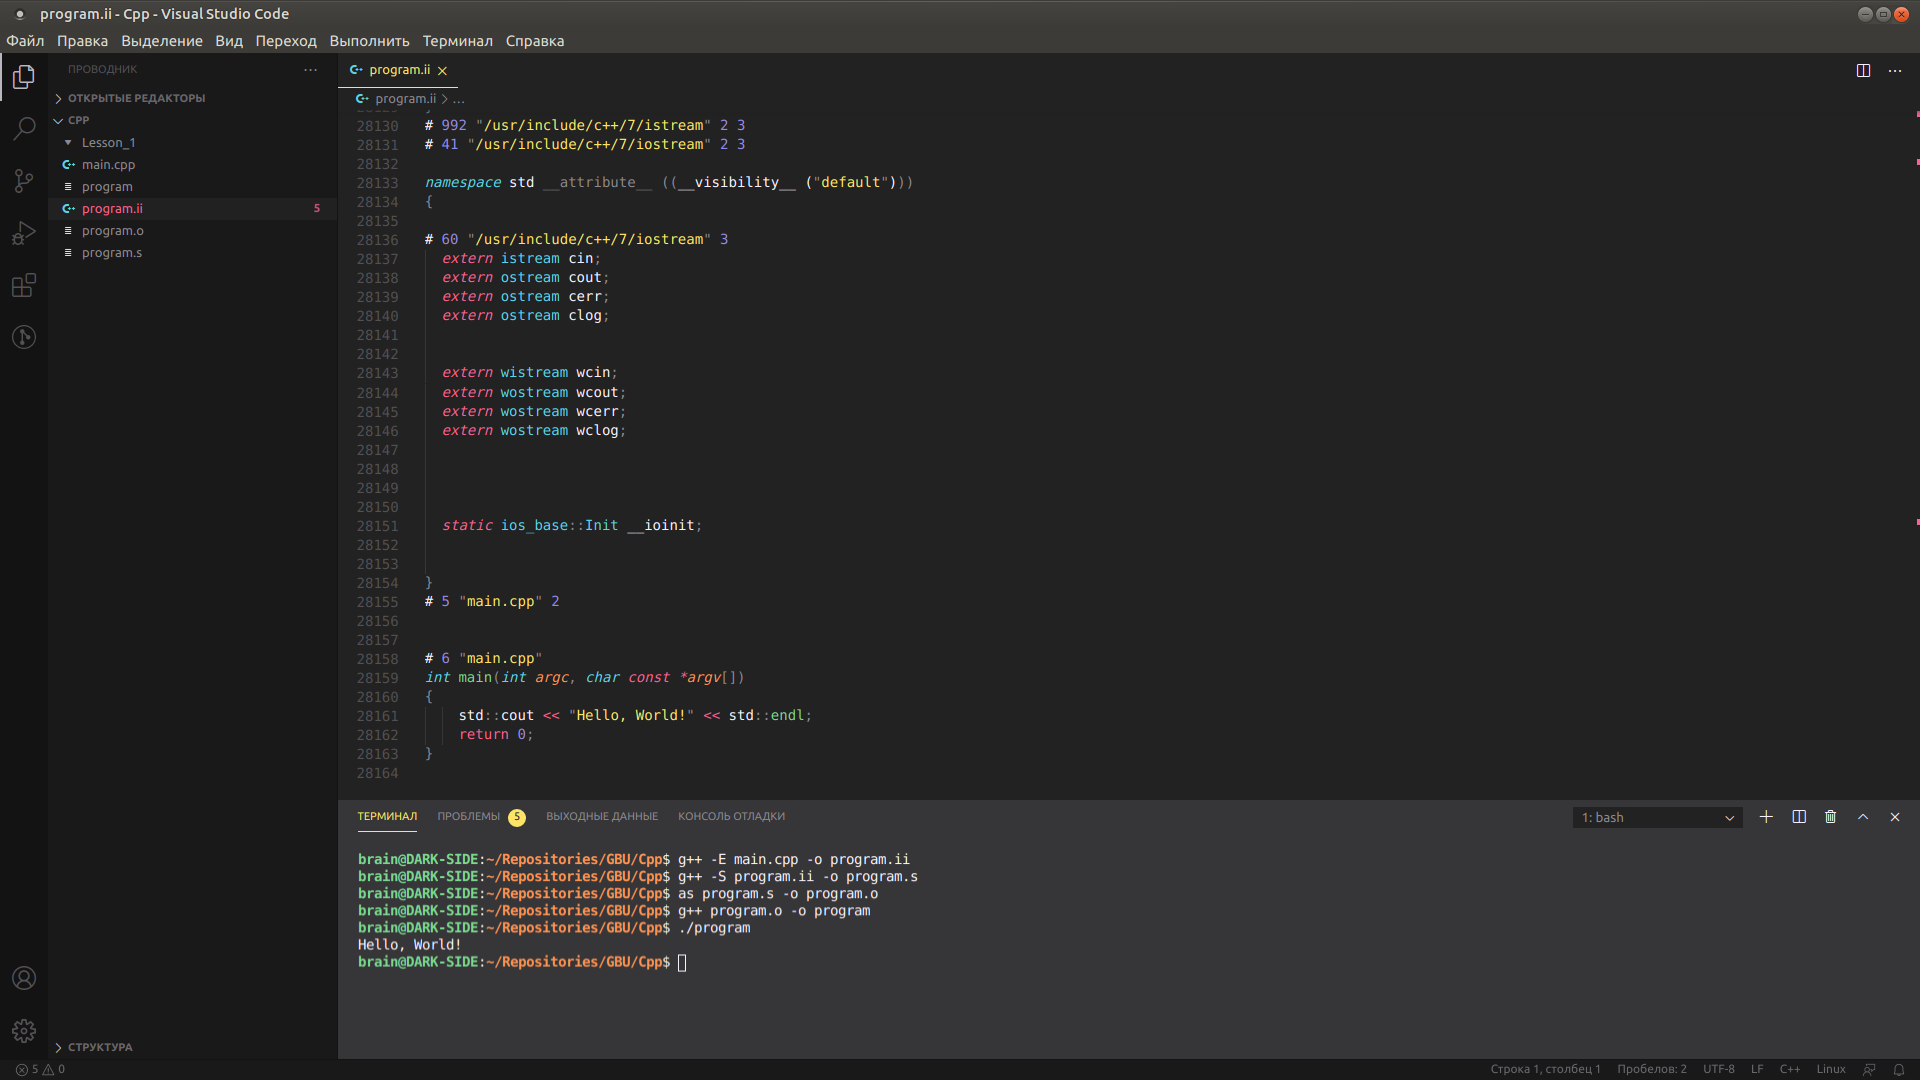 program.ii - Cpp - Visual Studio Code
Файл Правка Выделение Вид Переход Выполнить Терминал Справка
ПРОВОДНИК
ОТКРЫТЫЕ РЕДАКТОРЫ
CPP
Lesson_1
main.cpp
program
program.ii 5
program.o
program.s
СТРУКТУРА
program.ii
program.ii > ...
28130 # 992 "/usr/include/c++/7/istream" 2 3
28131 # 41 "/usr/include/c++/7/iostream" 2 3
28132
28133 namespace std __attribute__ ((__visibility__ ("default")))
28134 {
28135
28136 # 60 "/usr/include/c++/7/iostream" 3
28137 extern istream cin;
28138 extern ostream cout;
28139 extern ostream cerr;
28140 extern ostream clog;
28141
28142
28143 extern wistream wcin;
28144 extern wostream wcout;
28145 extern wostream wcerr;
28146 extern wostream wclog;
28147
28148
28149
28150
28151 static ios_base::Init __ioinit;
28152
28153
28154 }
28155 # 5 "main.cpp" 2
28156
28157
28158 # 6 "main.cpp"
28159 int main(int argc, char const *argv[])
28160 {
28161 std::cout << "Hello, World!" << std::endl;
28162 return 0;
28163 }
28164
ТЕРМИНАЛ ПРОБЛЕМЫ 5 ВЫХОДНЫЕ ДАННЫЕ КОНСОЛЬ ОТЛАДКИ 1: bash
brain@DARK-SIDE:~/Repositories/GBU/Cpp$ g++ -E main.cpp -o program.ii
brain@DARK-SIDE:~/Repositories/GBU/Cpp$ g++ -S program.ii -o program.s
brain@DARK-SIDE:~/Repositories/GBU/Cpp$ as program.s -o program.o
brain@DARK-SIDE:~/Repositories/GBU/Cpp$ g++ program.o -o program
brain@DARK-SIDE:~/Repositories/GBU/Cpp$ ./program
Hello, World!
brain@DARK-SIDE:~/Repositories/GBU/Cpp$
5 0 Строка 1, столбец 1 Пробелов: 2 UTF-8 LF C++ Linux